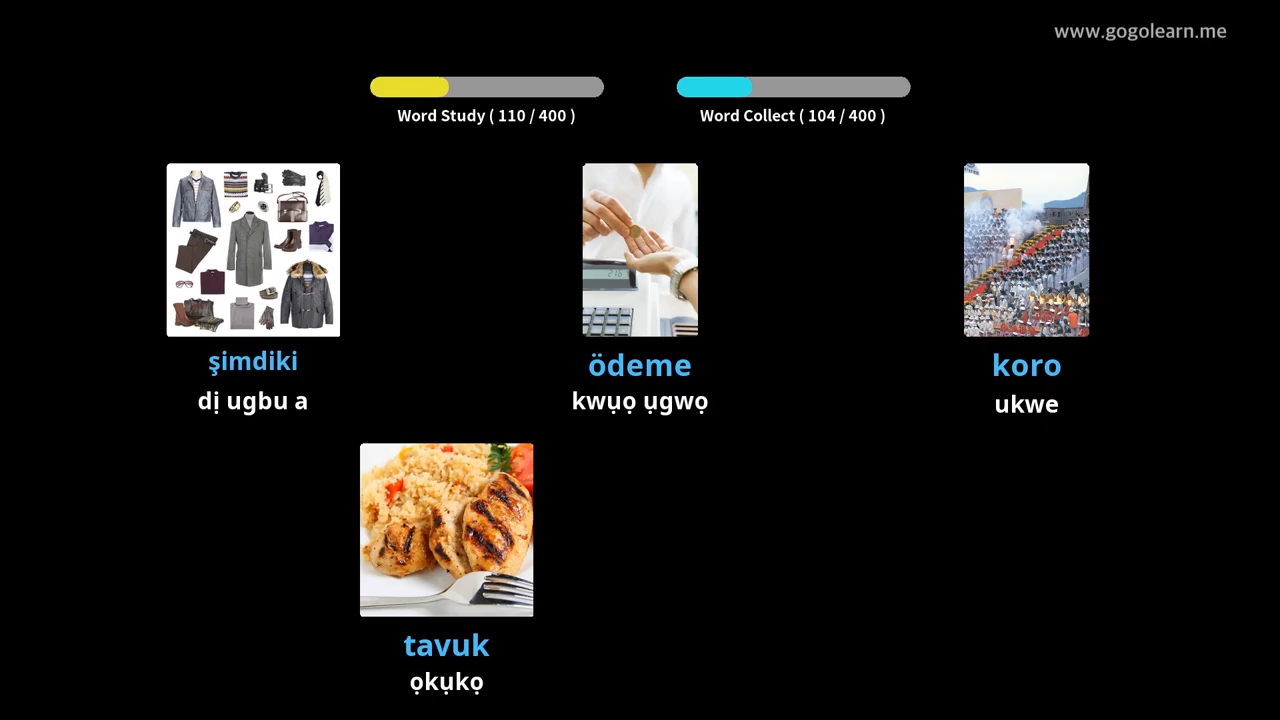 www.gogolearn.me
Word Study ( 110 / 400 )
Word Collect ( 104 / 400 )
şimdiki
dị ugbu a
ödeme
kwụọ ụgwọ
koro
ukwe
tavuk
ọkụkọ